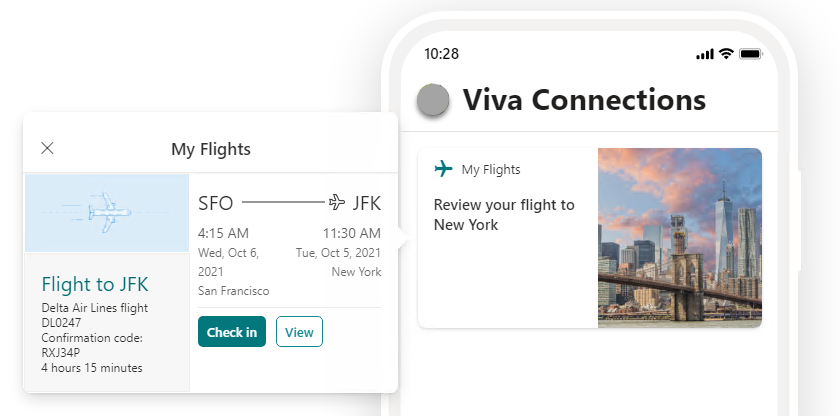 10:28
Viva Connections
My Flights
Review your flight to
New York
My Flights
SFO
JFK
4:15 AM
11:30 AM
Wed, Oct 6,
2021
Tue, Oct 5, 2021
San Francisco
New York
Flight to JFK
Delta Air Lines flight
DL0247
Confirmation code:
RXJ34P
4 hours 15 minutes
Check in
View